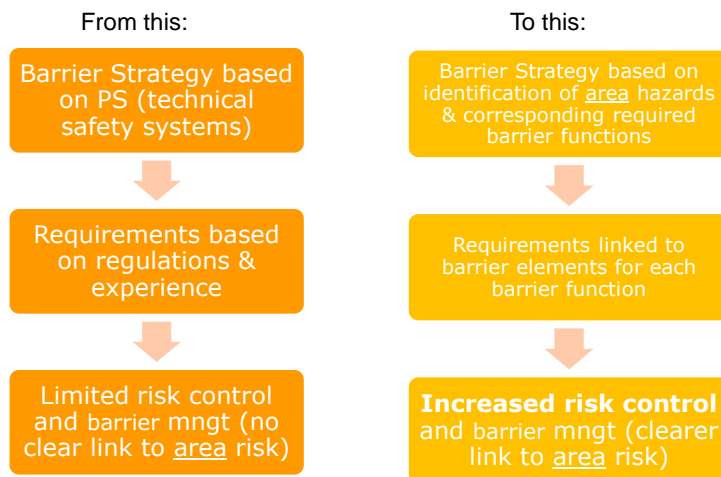 From this:
Barrier Strategy based
on PS (technical
safety systems)
Requirements based
on regulations &
experience
Limited risk control
and barrier mngt (no
clear link to area risk)
To this:
Barrier Strategy based on
identification of area hazards
& corresponding required
barrier functions
Requirements linked to
barrier elements for each
barrier function
Increased risk control
and barrier mngt (clearer
link to area risk)